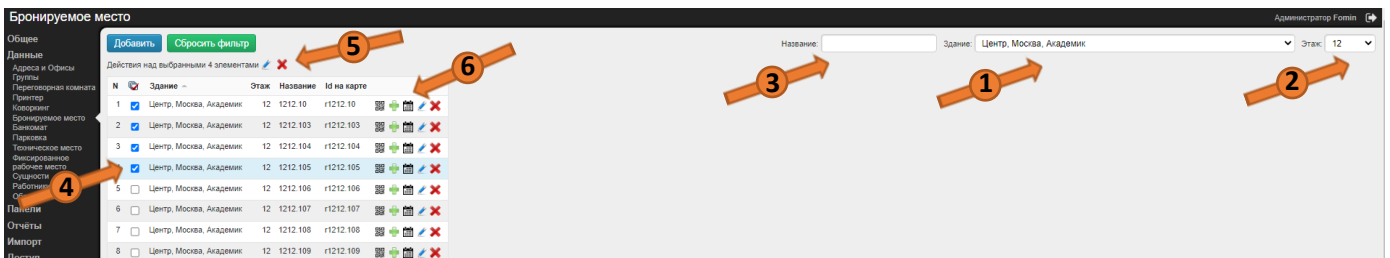 Бронируемое место
Администратор Fomin
Общее
Данные
Адреса и Офисы
Группы
Переговорная комната
Принтер
Коворкинг
Бронируемое место
Банкомат
Парковка
Техническое место
Фиксированное
рабочее место
Сущности
Панели
Отчёты
Импорт
Добавить Сбросить фильтр
Название: Здание: Центр, Москва, Академик Этаж: 12
Действия над выбранными 4 элементами
N Здание Этаж Название Id на карте
1 Центр, Москва, Академик 12 1212.10 r1212.10
2 Центр, Москва, Академик 12 1212.103 r1212.103
3 Центр, Москва, Академик 12 1212.104 r1212.104
Центр, Москва, Академик 12 1212.105 r1212.105
5 Центр, Москва, Академик 12 1212.106 r1212.106
6 Центр, Москва, Академик 12 1212.107 r1212.107
7 Центр, Москва, Академик 12 1212.108 r1212.108
8 Центр, Москва, Академик 12 1212.109 r1212.109
5
6
3
1
2
4